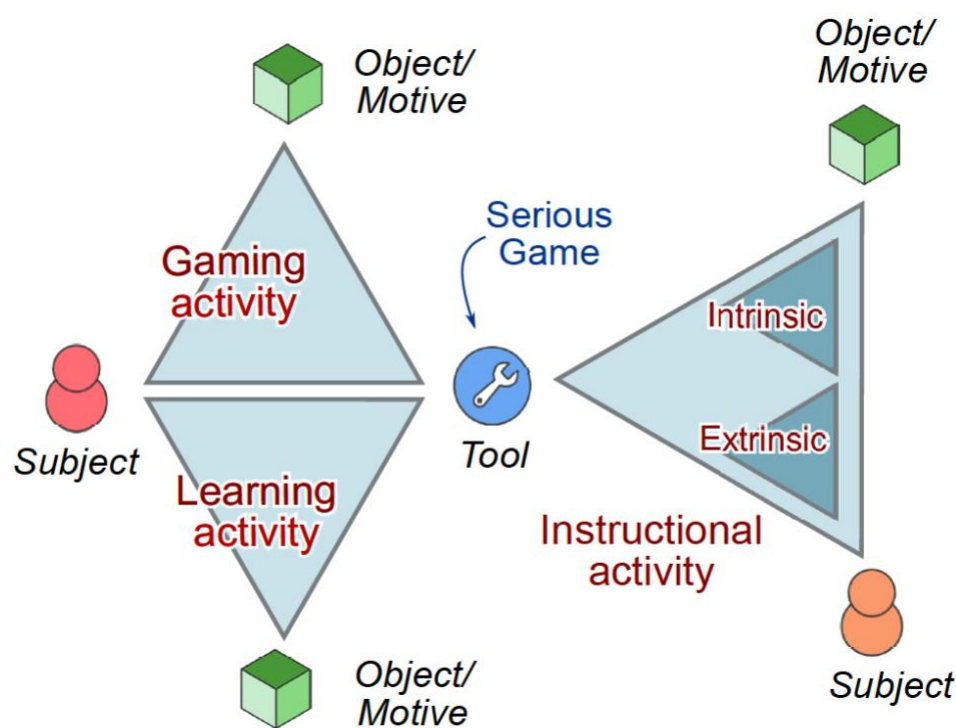 Object/
Motive
Object/
Motive
Serious
Game
Gaming
activity
Intrinsic
Subject
Tool
Extrinsic
Learning
activity
Instructional
activity
Object/
Motive
Subject